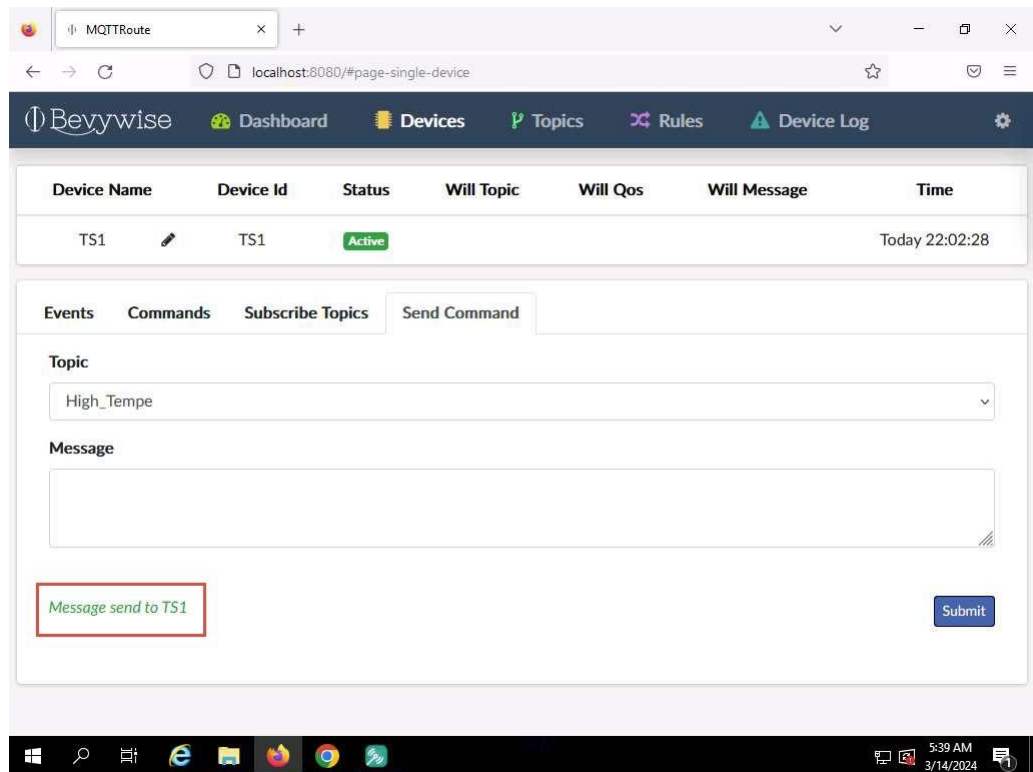 MQTTRoute
localhost:8080/#page-single-device
Bevywise Dashboard Devices Topics Rules Device Log
Device Name Device Id Status Will Topic Will Qos Will Message Time
TS1 TS1 Active Today 22:02:28
Events Commands Subscribe Topics Send Command
Topic
High_Tempe
Message
Message send to TS1 Submit
5:39 AM
3/14/2024
1